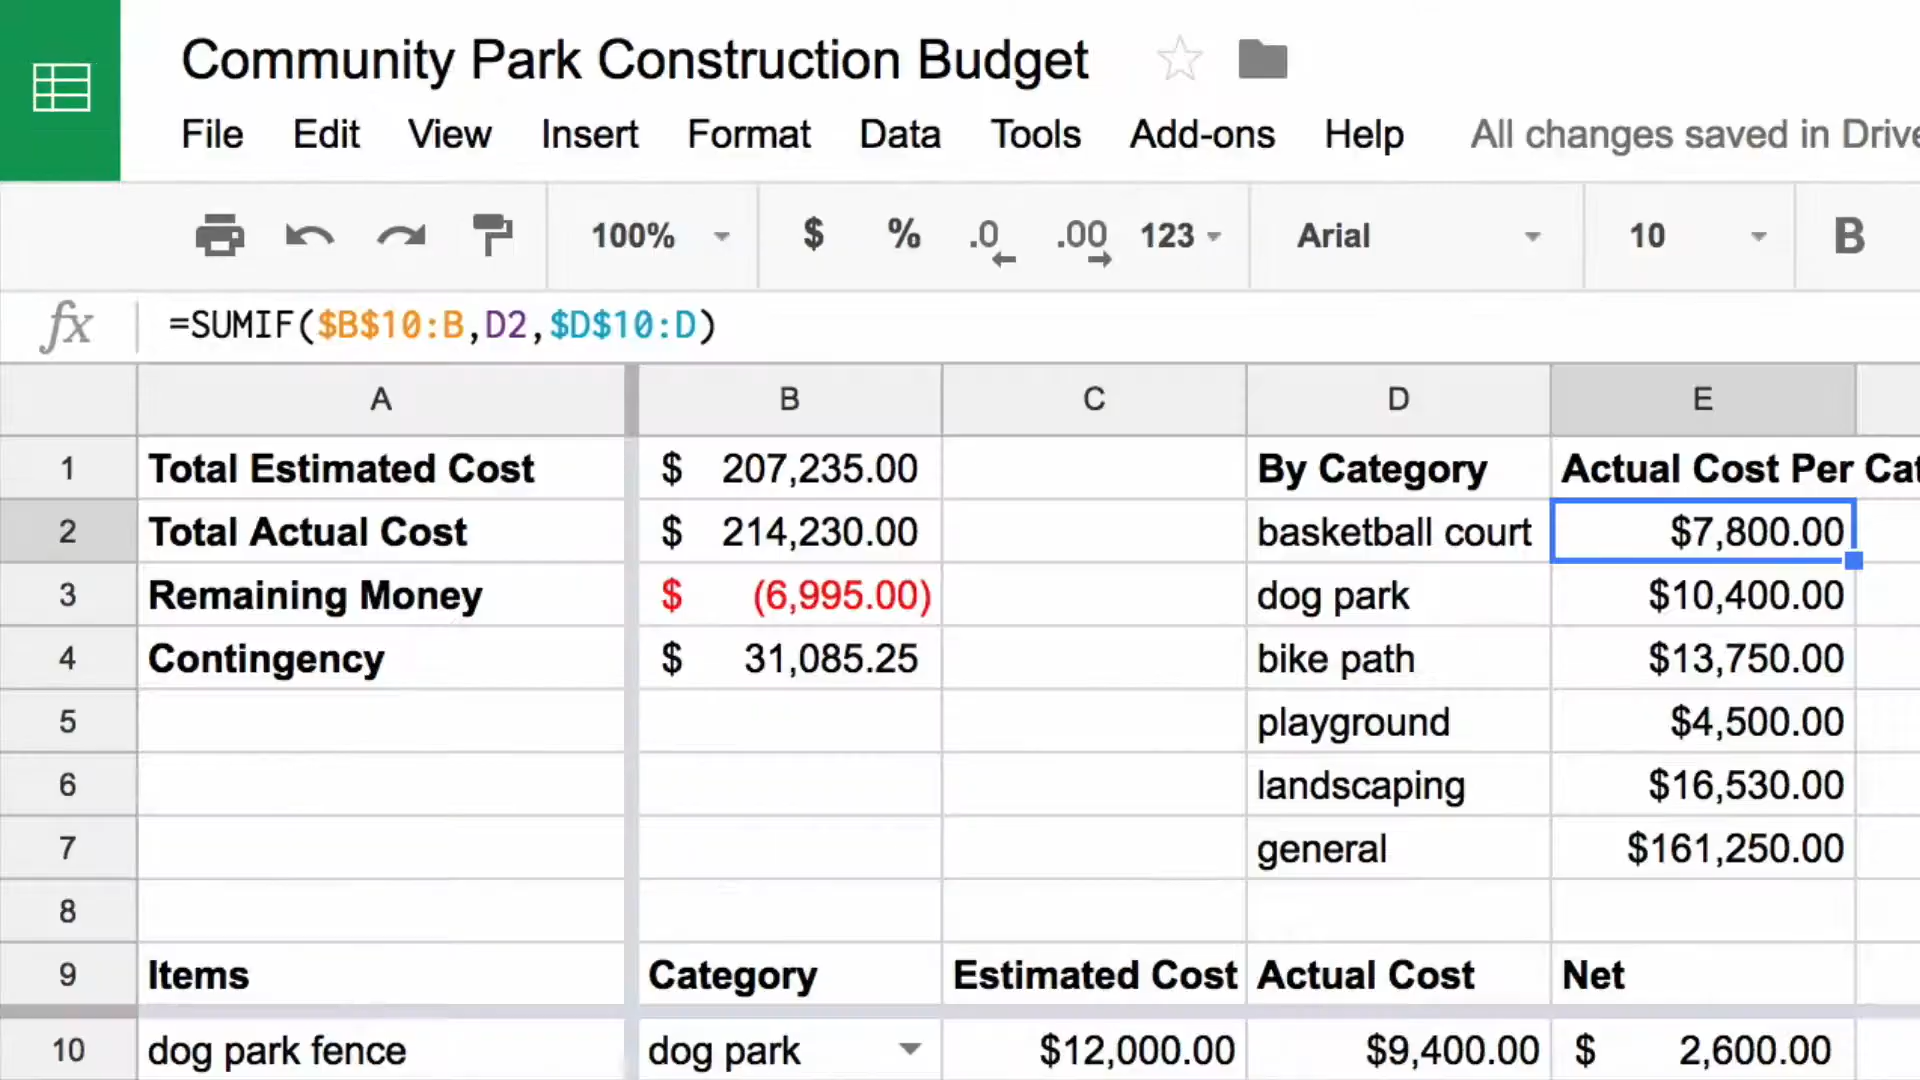 Community Park Construction Budget
File Edit View Insert Format Data Tools Add-ons Help All changes saved in Drive
100% $ % .0 .00 123 Arial 10 B
fx =SUMIF($B$10:B,D2,$D$10:D)
A B C D E
1 Total Estimated Cost $ 207,235.00 By Category Actual Cost Per Cat
2 Total Actual Cost $ 214,230.00 basketball court $7,800.00
3 Remaining Money $ (6,995.00) dog park $10,400.00
4 Contingency $ 31,085.25 bike path $13,750.00
5 playground $4,500.00
6 landscaping $16,530.00
7 general $161,250.00
8
9 Items Category Estimated Cost Actual Cost Net
10 dog park fence dog park $12,000.00 $9,400.00 $ 2,600.00